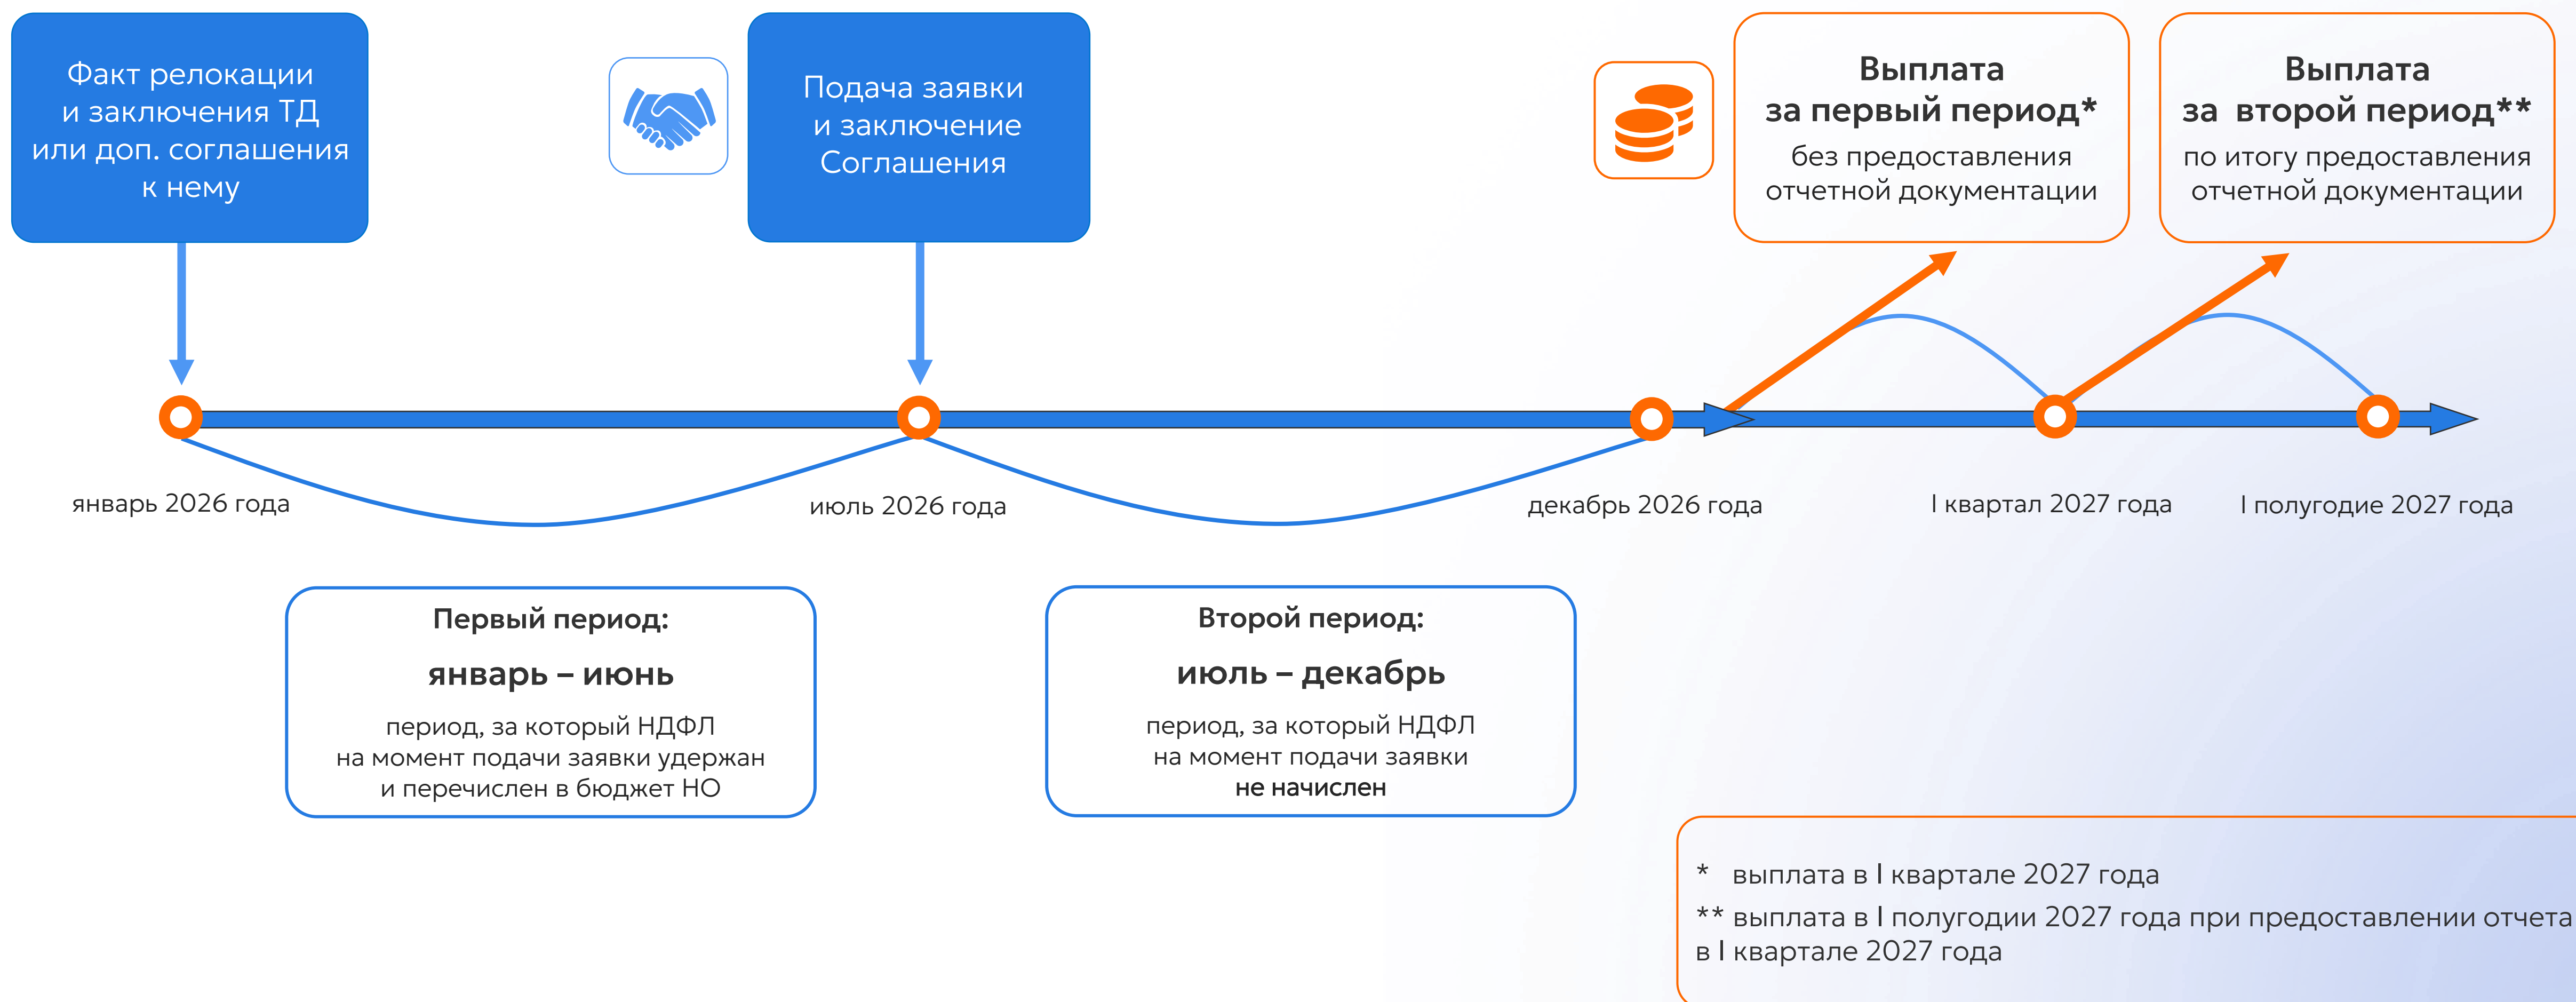 Факт релокации
и заключения ТД
или доп. соглашения
к нему
Подача заявки
и заключение
Соглашения
Выплата
за первый период*
без предоставления
отчетной документации
Выплата
за второй период**
по итогу предоставления
отчетной документации
январь 2026 года
июль 2026 года
декабрь 2026 года
I квартал 2027 года
I полугодие 2027 года
Первый период:
январь – июнь
период, за который НДФЛ
на момент подачи заявки удержан
и перечислен в бюджет НО
Второй период:
июль – декабрь
период, за который НДФЛ
на момент подачи заявки
не начислен
* выплата в I квартале 2027 года
** выплата в I полугодии 2027 года при предоставлении отчета
в I квартале 2027 года